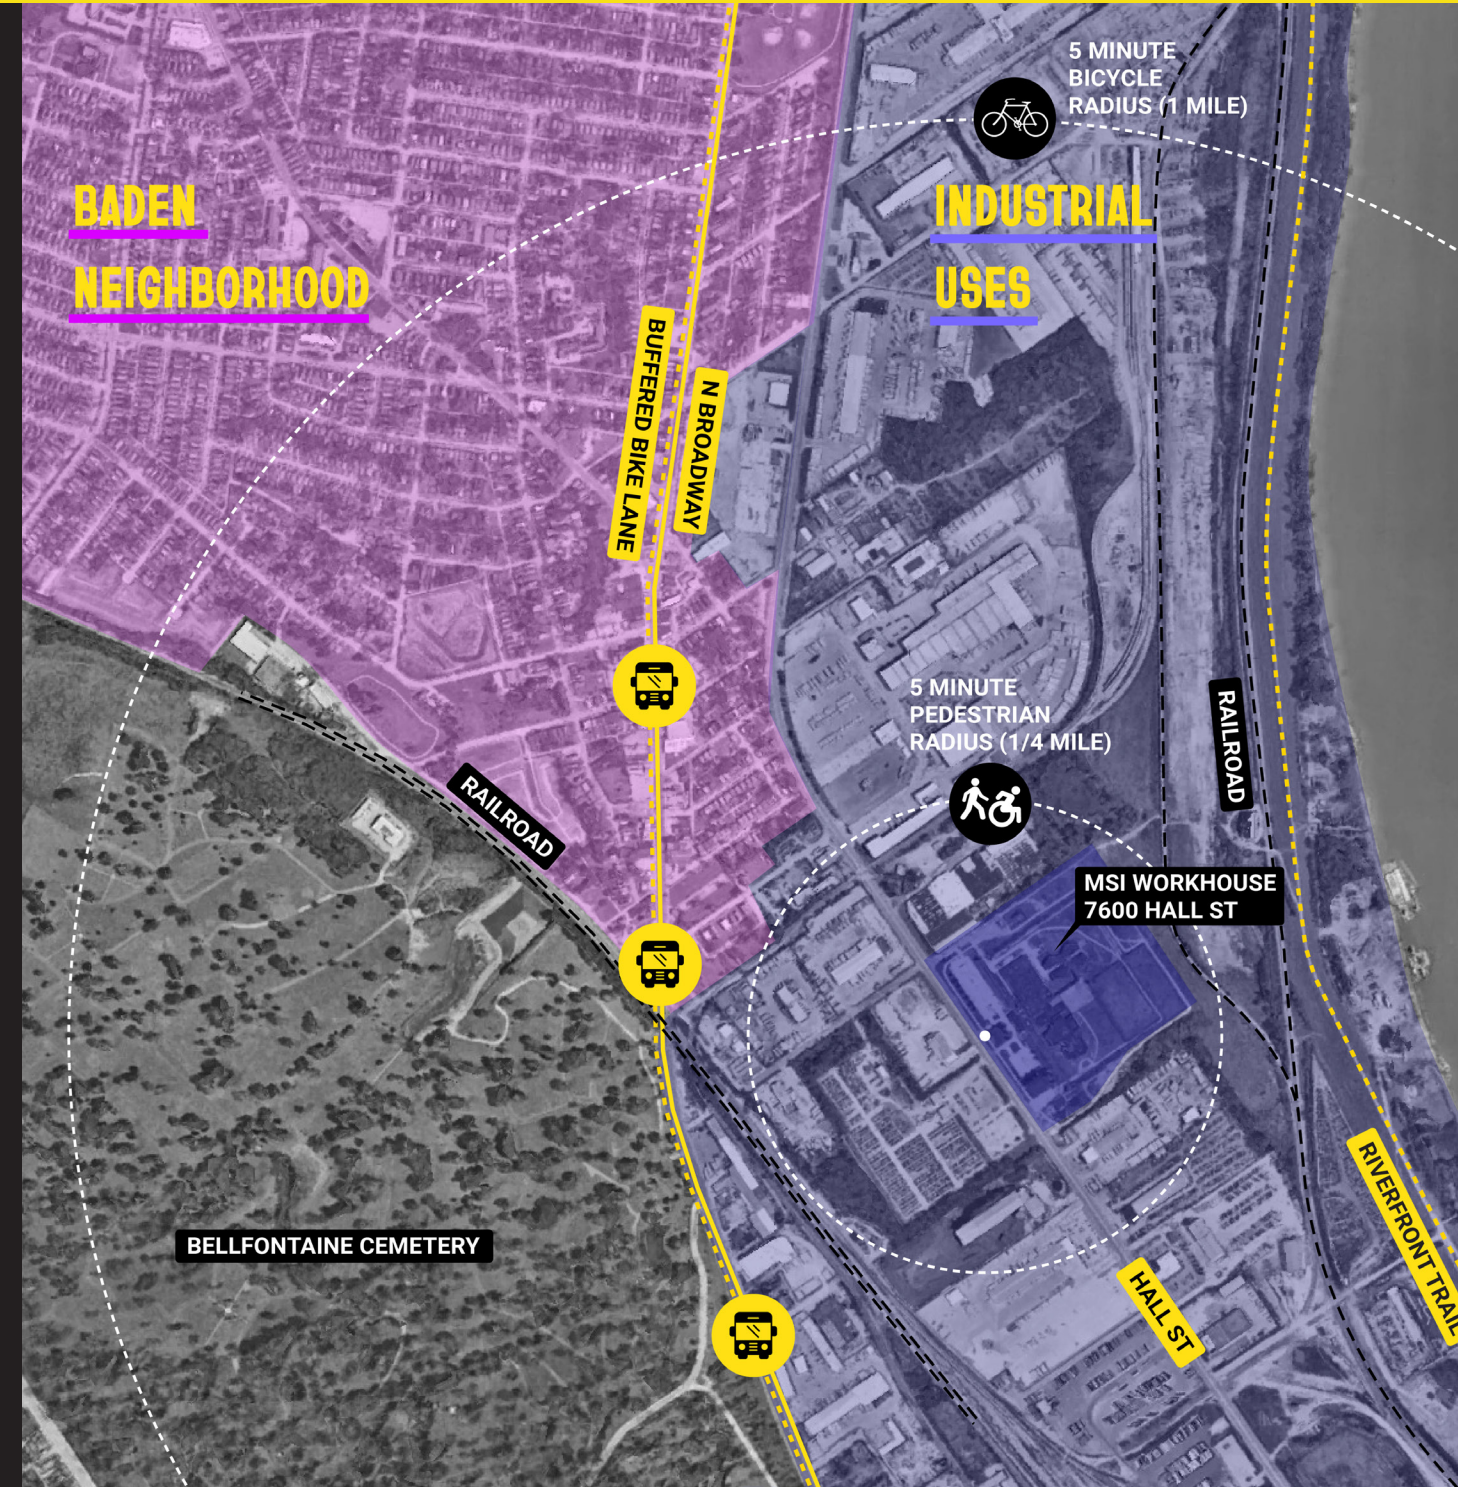 5 MINUTE
BICYCLE
RADIUS (1 MILE)
BADEN
NEIGHBORHOOD
INDUSTRIAL
USES
BUFFERED BIKE LANE
N BROADWAY
5 MINUTE
PEDESTRIAN
RADIUS (1/4 MILE)
RAILROAD
RAILROAD
MSI WORKHOUSE
7600 HALL ST
RIVERFRONT TRAIL
BELLFONTAINE CEMETERY
HALL ST